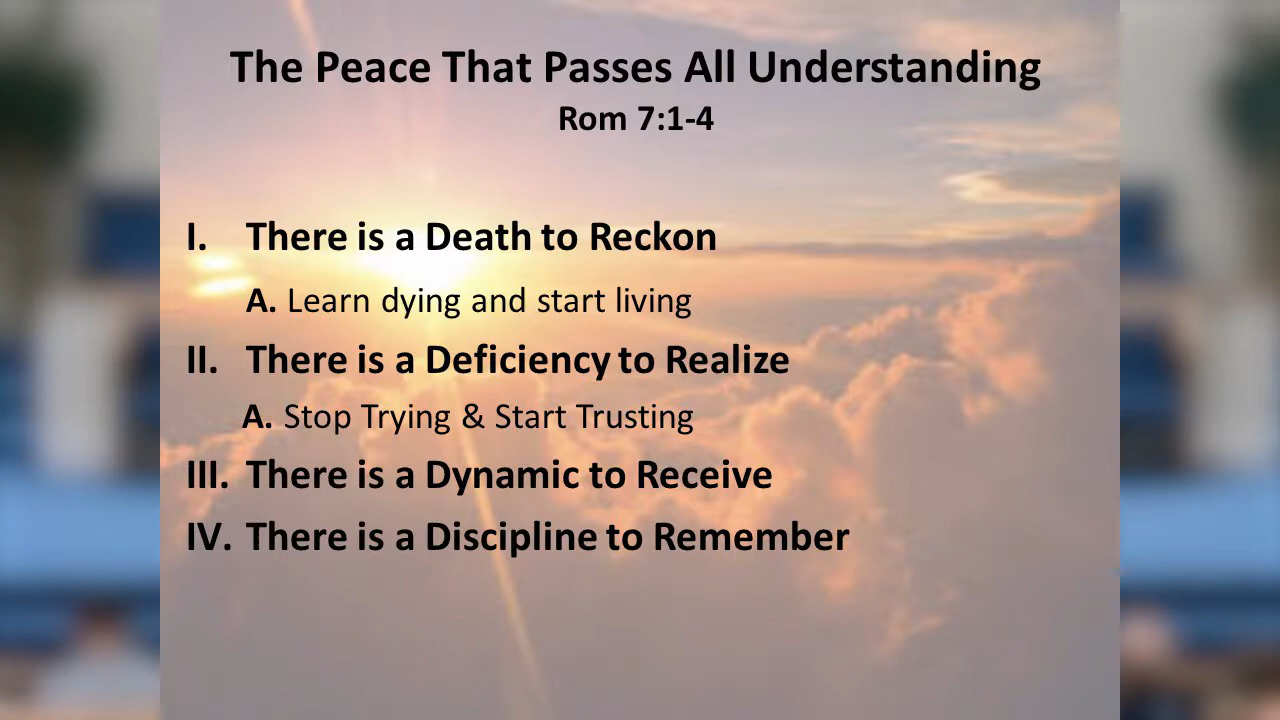 The Peace That Passes All Understanding
Rom 7:1-4
I. There is a Death to Reckon
A. Learn dying and start living
II. There is a Deficiency to Realize
A. Stop Trying & Start Trusting
III. There is a Dynamic to Receive
IV. There is a Discipline to Remember